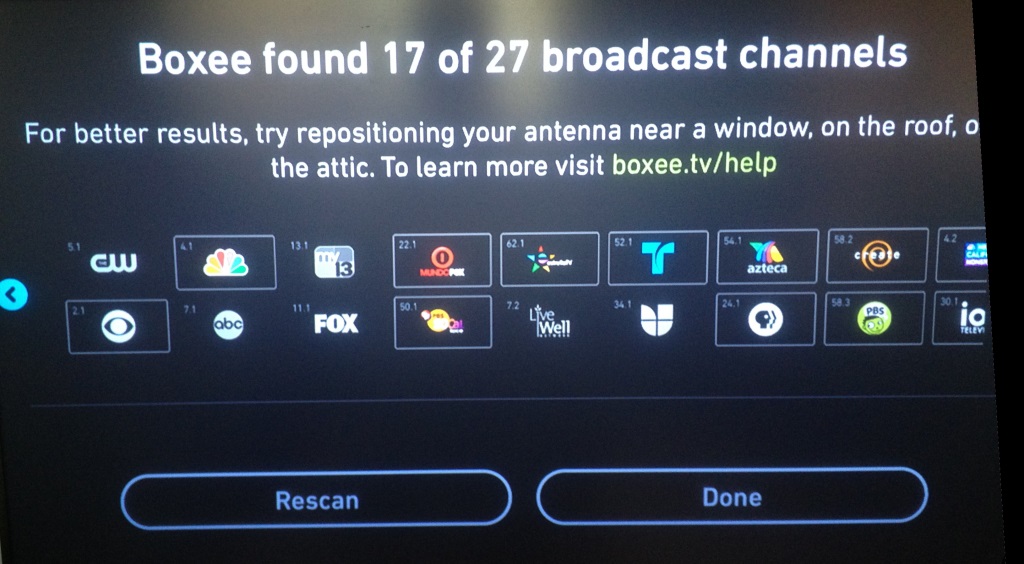 Boxee found 17 of 27 broadcast channels
For better results, try repositioning your antenna near a window, on the roof, o
the attic. To learn more visit boxee.tv/help
5.1 CW
4.1
13.1 my 13
22.1 MUNDOFOX
62.1
52.1 T
54.1 azteca
58.2 create
4.2 CALIF
2.1
7.1 abc
11.1 FOX
50.1
7.2 Live Well
34.1
24.1
58.3 PBS
30.1 io
TELEVI
Rescan
Done